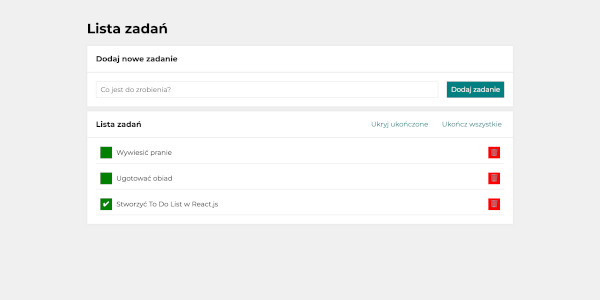 Lista zadań
Dodaj nowe zadanie
Co jest do zrobienia?
Dodaj zadanie
Lista zadań
Ukryj ukończone
Ukończ wszystkie
Wywiesić pranie
Ugotować obiad
Stworzyć To Do List w React.js